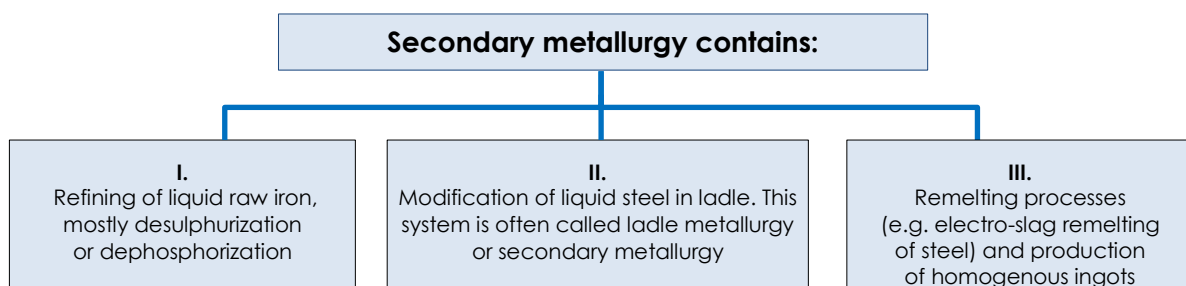 Secondary metallurgy contains:
I.
Refining of liquid raw iron,
mostly desulphurization
or dephosphorization
II.
Modification of liquid steel in ladle. This
system is often called ladle metallurgy
or secondary metallurgy
III.
Remelting processes
(e.g. electro-slag remelting
of steel) and production
of homogenous ingots